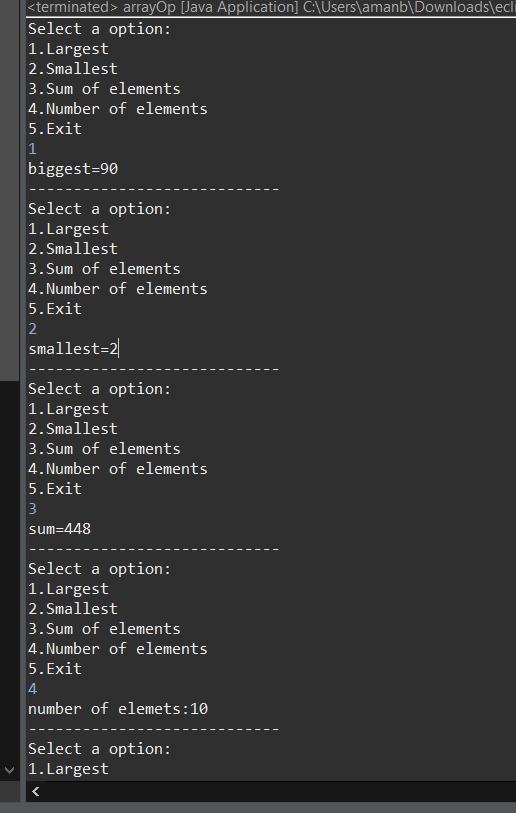 <terminated> arrayOp [Java Application] C:\Users\amanb\Downloads\ecli
Select a option:
1.Largest
2.Smallest
3.Sum of elements
4.Number of elements
5.Exit
1
biggest=90
----------------------------
Select a option:
1.Largest
2.Smallest
3.Sum of elements
4.Number of elements
5.Exit
2
smallest=2
----------------------------
Select a option:
1.Largest
2.Smallest
3.Sum of elements
4.Number of elements
5.Exit
3
sum=448
----------------------------
Select a option:
1.Largest
2.Smallest
3.Sum of elements
4.Number of elements
5.Exit
4
number of elemets:10
----------------------------
Select a option:
1.Largest